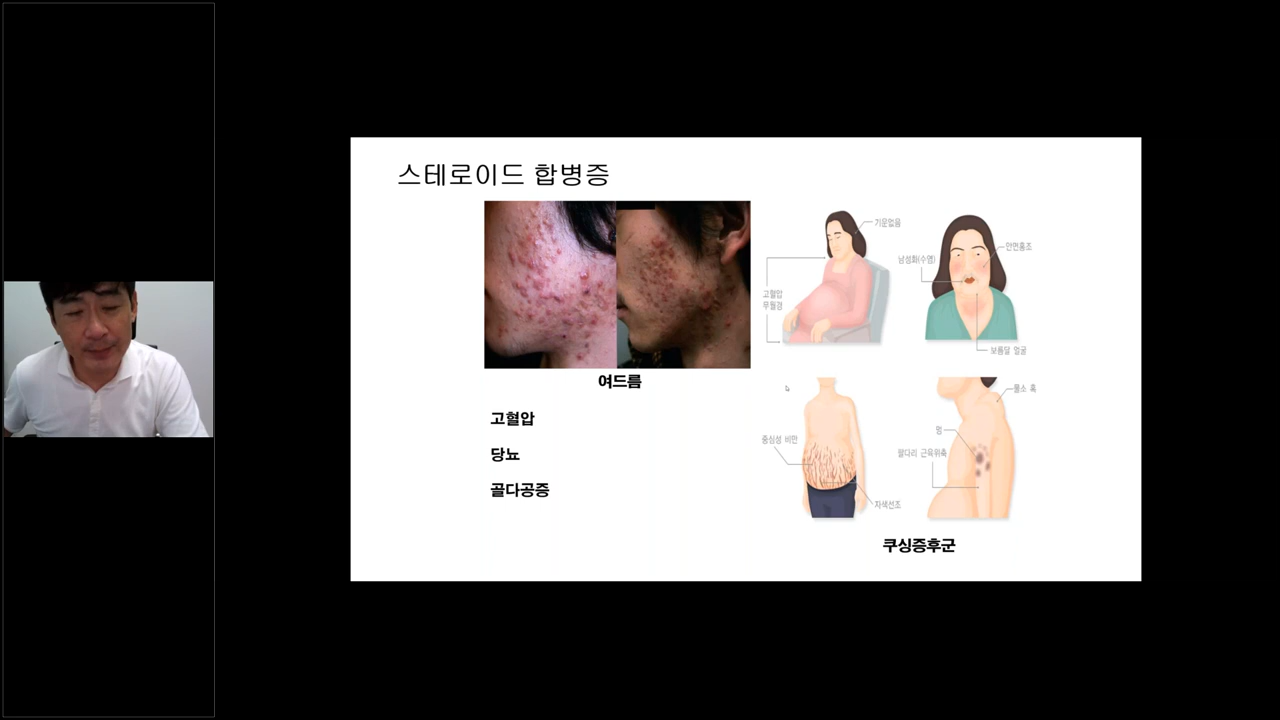 스테로이드 합병증
여드름
고혈압
당뇨
골다공증
기운없음
고혈압
무월경
안면홍조
남성화(수염)
보름달 얼굴
중심성 비만
자색선조
물소 혹
멍
팔다리 근육위축
쿠싱증후군